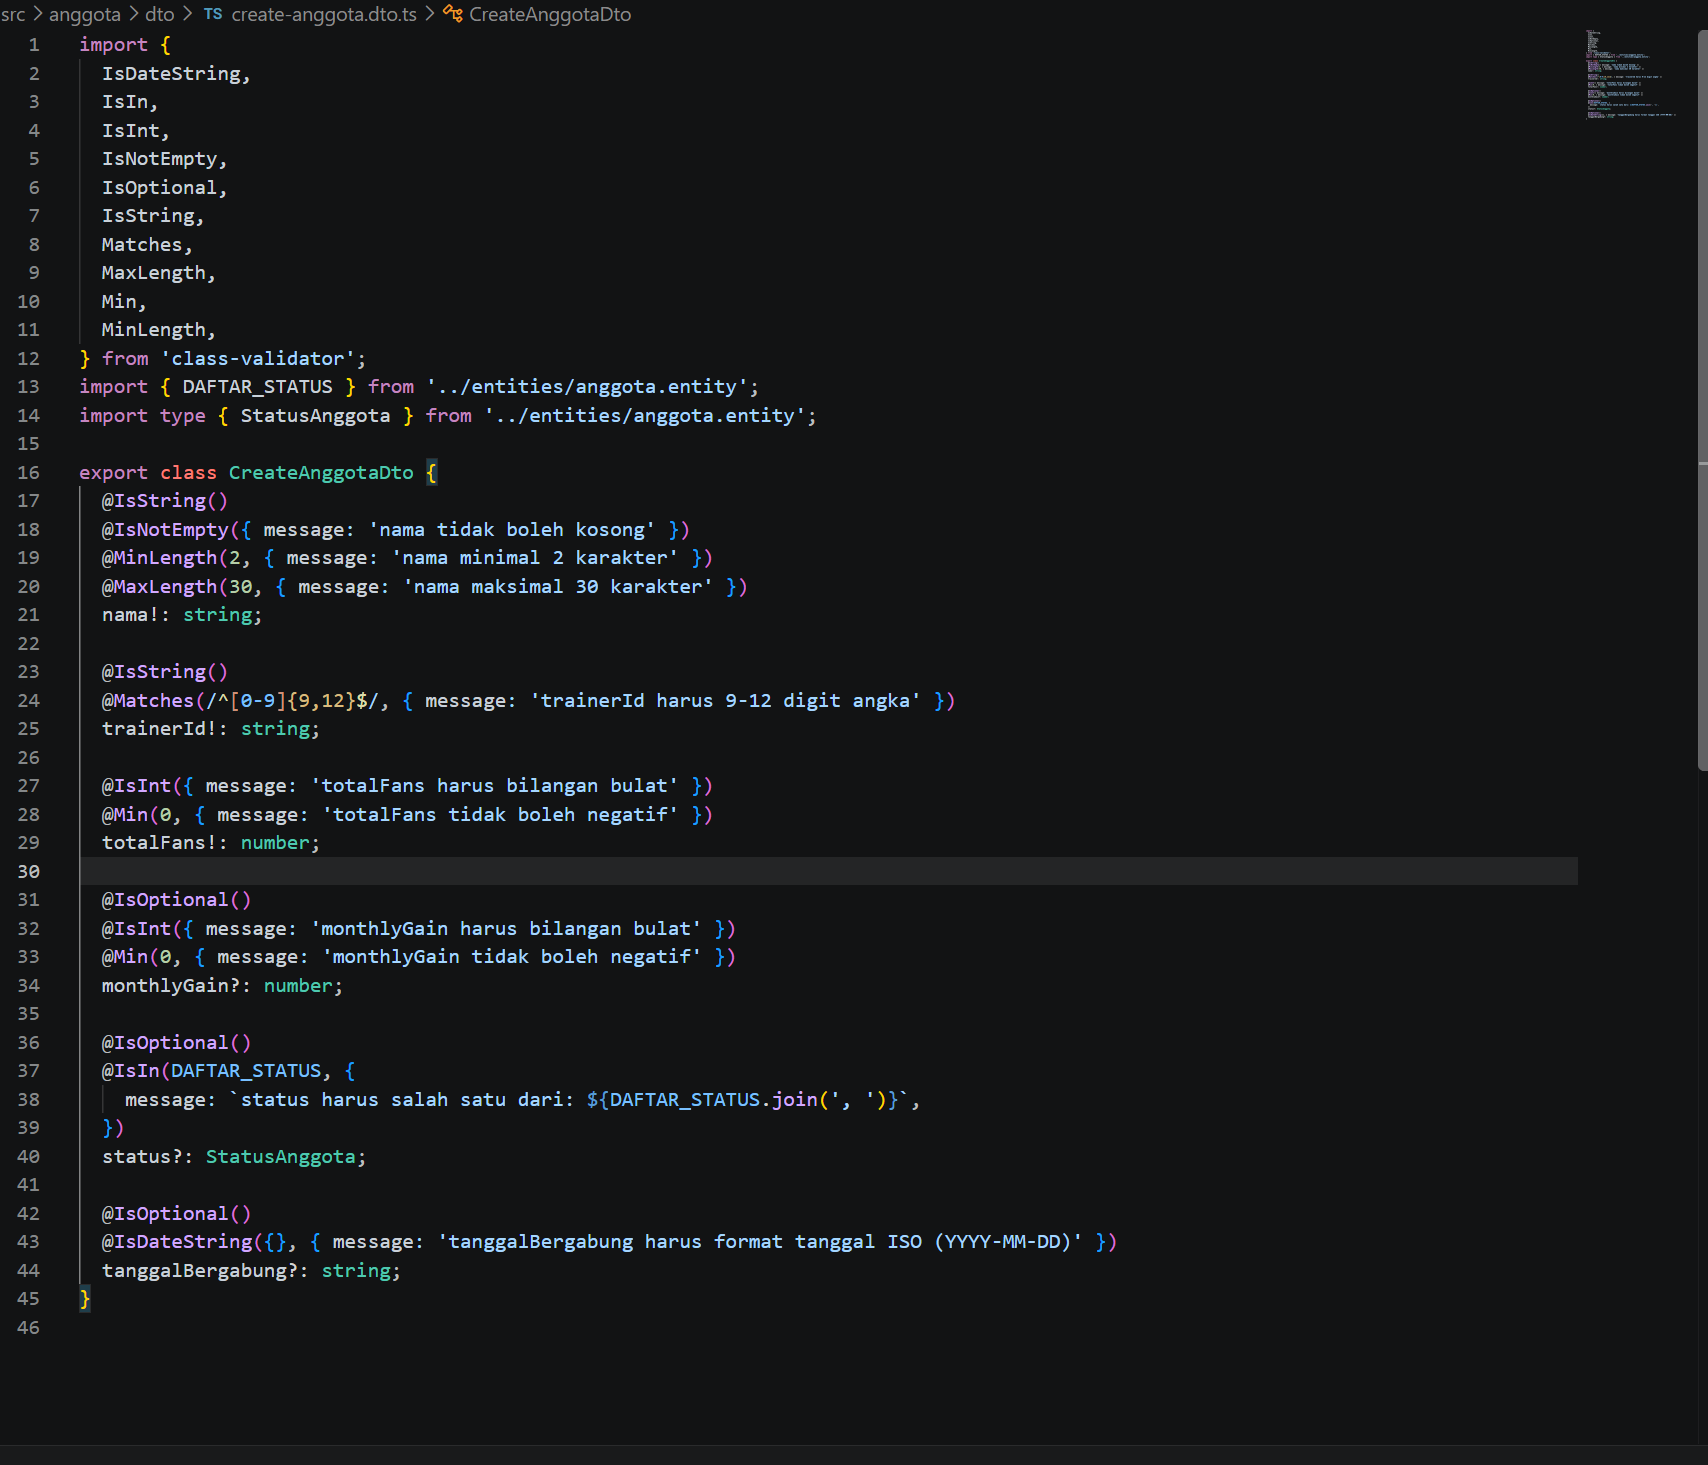 src > anggota > dto > TS create-anggota.dto.ts > CreateAnggotaDto
1 import {
2   IsDateString,
3   IsIn,
4   IsInt,
5   IsNotEmpty,
6   IsOptional,
7   IsString,
8   Matches,
9   MaxLength,
10   Min,
11   MinLength,
12 } from 'class-validator';
13 import { DAFTAR_STATUS } from '../entities/anggota.entity';
14 import type { StatusAnggota } from '../entities/anggota.entity';
15
16 export class CreateAnggotaDto {
17   @IsString()
18   @IsNotEmpty({ message: 'nama tidak boleh kosong' })
19   @MinLength(2, { message: 'nama minimal 2 karakter' })
20   @MaxLength(30, { message: 'nama maksimal 30 karakter' })
21   nama!: string;
22
23   @IsString()
24   @Matches(/^[0-9]{9,12}$/, { message: 'trainerId harus 9-12 digit angka' })
25   trainerId!: string;
26
27   @IsInt({ message: 'totalFans harus bilangan bulat' })
28   @Min(0, { message: 'totalFans tidak boleh negatif' })
29   totalFans!: number;
30
31   @IsOptional()
32   @IsInt({ message: 'monthlyGain harus bilangan bulat' })
33   @Min(0, { message: 'monthlyGain tidak boleh negatif' })
34   monthlyGain?: number;
35
36   @IsOptional()
37   @IsIn(DAFTAR_STATUS, {
38     message: `status harus salah satu dari: ${DAFTAR_STATUS.join(', ')}`,
39   })
40   status?: StatusAnggota;
41
42   @IsOptional()
43   @IsDateString({}, { message: 'tanggalBergabung harus format tanggal ISO (YYYY-MM-DD)' })
44   tanggalBergabung?: string;
45 }
46